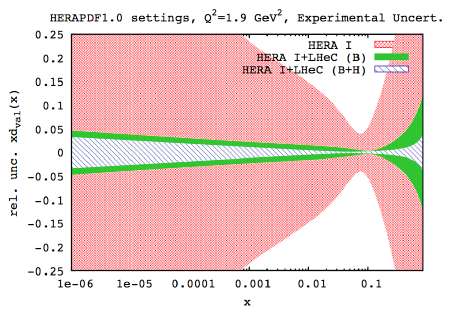 HERAPDF1.0 settings, Q²=1.9 GeV², Experimental Uncert.
HERA I
HERA I+LHeC (B)
HERA I+LHeC (B+H)
rel. unc. xd_val(x)
0.25
0.2
0.15
0.1
0.05
0
-0.05
-0.1
-0.15
-0.2
-0.25
1e-06 1e-05 0.0001 0.001 0.01 0.1
x